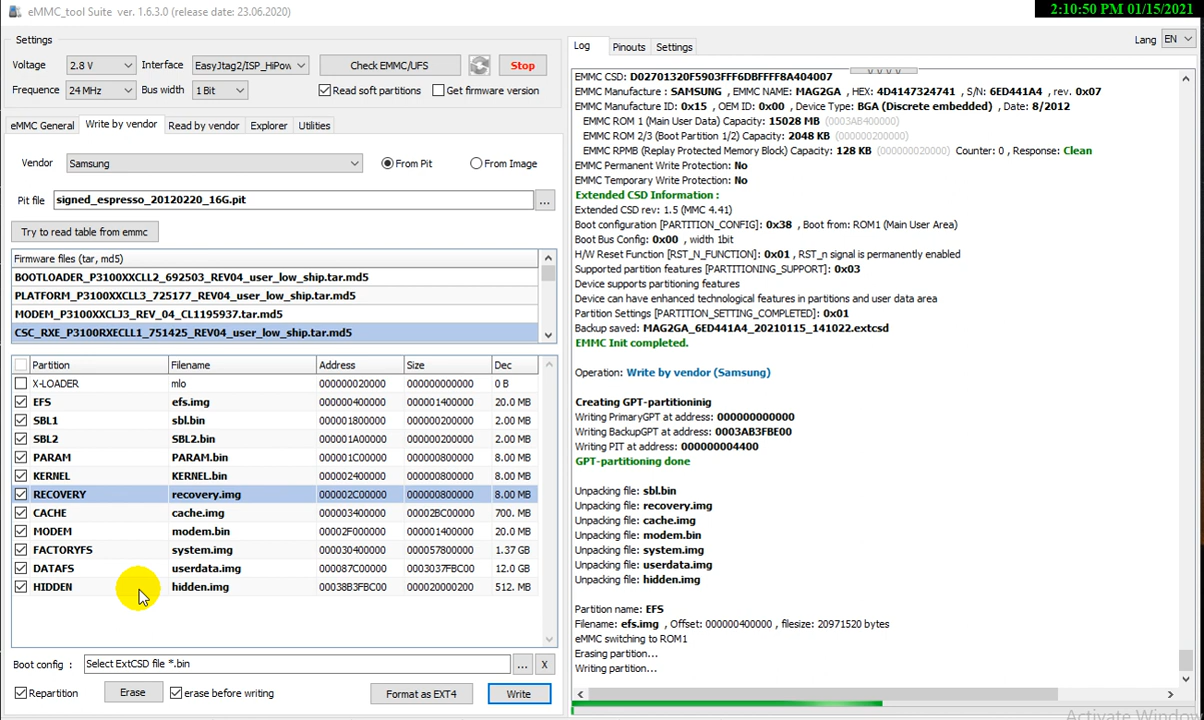 eMMC_tool Suite ver. 1.6.3.0 (release date: 23.06.2020)
2:10:50 PM 01/15/2021
Settings
Voltage 2.8 V Interface EasyJtag2/ISP_HiPow Check EMMC/UFS Stop
Frequence 24 MHz Bus width 1 Bit Read soft partitions Get firmware version
eMMC General Write by vendor Read by vendor Explorer Utilities
Vendor Samsung From Pit From Image
Pit file signed_espresso_20120220_16G.pit ...
Try to read table from emmc
Firmware files (tar, md5)
BOOTLOADER_P3100XXCLL2_692503_REV04_user_low_ship.tar.md5
PLATFORM_P3100XXCLL3_725177_REV04_user_low_ship.tar.md5
MODEM_P3100XXCLJ3_REV_04_CL1195937.tar.md5
CSC_RXE_P3100RXECLL1_751425_REV04_user_low_ship.tar.md5
Partition Filename Address Size Dec
X-LOADER mlo 000000020000 000000000000 0 B
EFS efs.img 000000400000 000001400000 20.0 MB
SBL1 sbl.bin 000001800000 000000200000 2.00 MB
SBL2 SBL2.bin 000001A00000 000000200000 2.00 MB
PARAM PARAM.bin 000001C00000 000000800000 8.00 MB
KERNEL KERNEL.bin 000002400000 000000800000 8.00 MB
RECOVERY recovery.img 000002C00000 000000800000 8.00 MB
CACHE cache.img 000003400000 00002BC00000 700. MB
MODEM modem.bin 00002F000000 000001400000 20.0 MB
FACTORYFS system.img 000030400000 000057800000 1.37 GB
DATAFS userdata.img 000087C00000 0003037FBC00 12.0 GB
HIDDEN hidden.img 00038B3FBC00 000020000200 512. MB
Boot config : Select ExtCSD file *.bin ... X
Repartition Erase erase before writing Format as EXT4 Write
Log Pinouts Settings Lang EN
EMMC CSD: D02701320F5903FFF6DBFFFF8A404007
EMMC Manufacture : SAMSUNG , EMMC NAME: MAG2GA , HEX: 4D4147324741 , S/N: 6ED441A4 , rev. 0x07
EMMC Manufacture ID: 0x15 , OEM ID: 0x00 , Device Type: BGA (Discrete embedded) , Date: 8/2012
EMMC ROM 1 (Main User Data) Capacity: 15028 MB (0003AB400000)
EMMC ROM 2/3 (Boot Partition 1/2) Capacity: 2048 KB (000000200000)
EMMC RPMB (Replay Protected Memory Block) Capacity: 128 KB (000000020000) Counter: 0 , Response: Clean
EMMC Permanent Write Protection: No
EMMC Temporary Write Protection: No
Extended CSD Information :
Extended CSD rev: 1.5 (MMC 4.41)
Boot configuration [PARTITION_CONFIG]: 0x38 , Boot from: ROM1 (Main User Area)
Boot Bus Config: 0x00 , width 1bit
H/W Reset Function [RST_N_FUNCTION]: 0x01 , RST_n signal is permanently enabled
Supported partition features [PARTITIONING_SUPPORT]: 0x03
Device supports partitioning features
Device can have enhanced technological features in partitions and user data area
Partition Settings [PARTITION_SETTING_COMPLETED]: 0x01
Backup saved: MAG2GA_6ED441A4_20210115_141022.extcsd
EMMC Init completed.
Operation: Write by vendor (Samsung)
Creating GPT-partitioninig
Writing PrimaryGPT at address: 000000000000
Writing BackupGPT at address: 0003AB3FBE00
Writing PIT at address: 000000004400
GPT-partitioning done
Unpacking file: sbl.bin
Unpacking file: recovery.img
Unpacking file: cache.img
Unpacking file: modem.bin
Unpacking file: system.img
Unpacking file: userdata.img
Unpacking file: hidden.img
Partition name: EFS
Filename: efs.img , Offset: 000000400000 , filesize: 20971520 bytes
eMMC switching to ROM1
Erasing partition...
Writing partition...